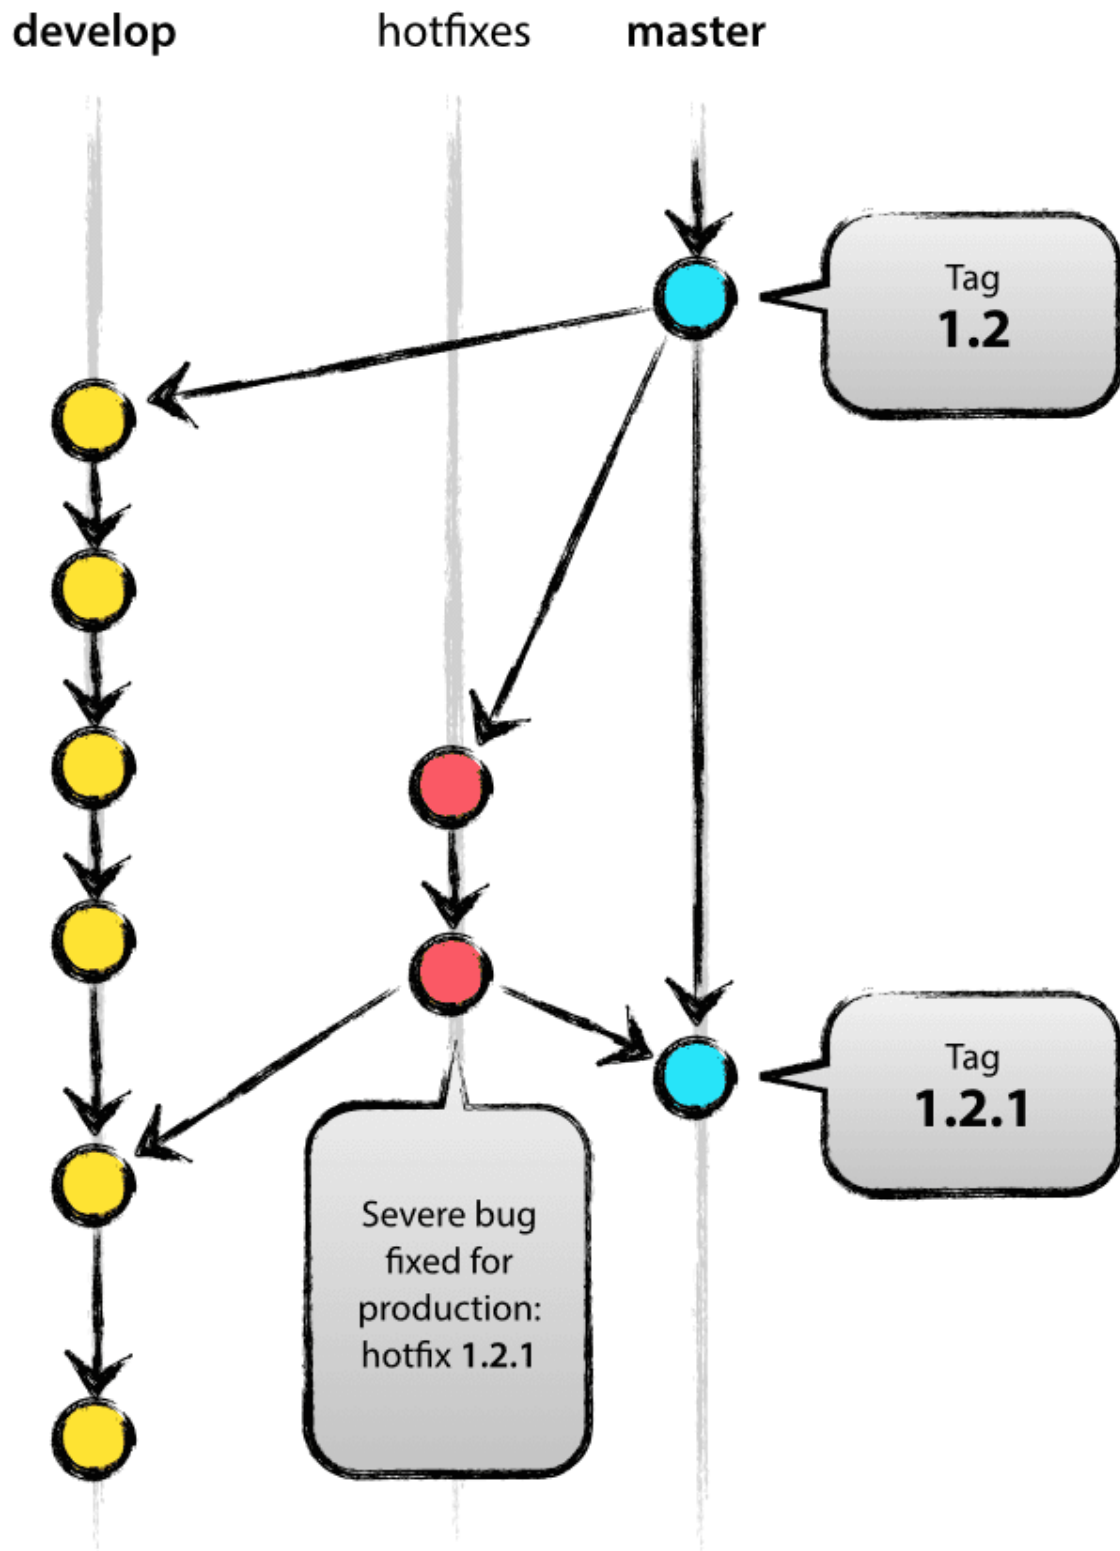 develop
hotfixes
master
Tag
1.2
Tag
1.2.1
Severe bug
fixed for
production:
hotfix 1.2.1